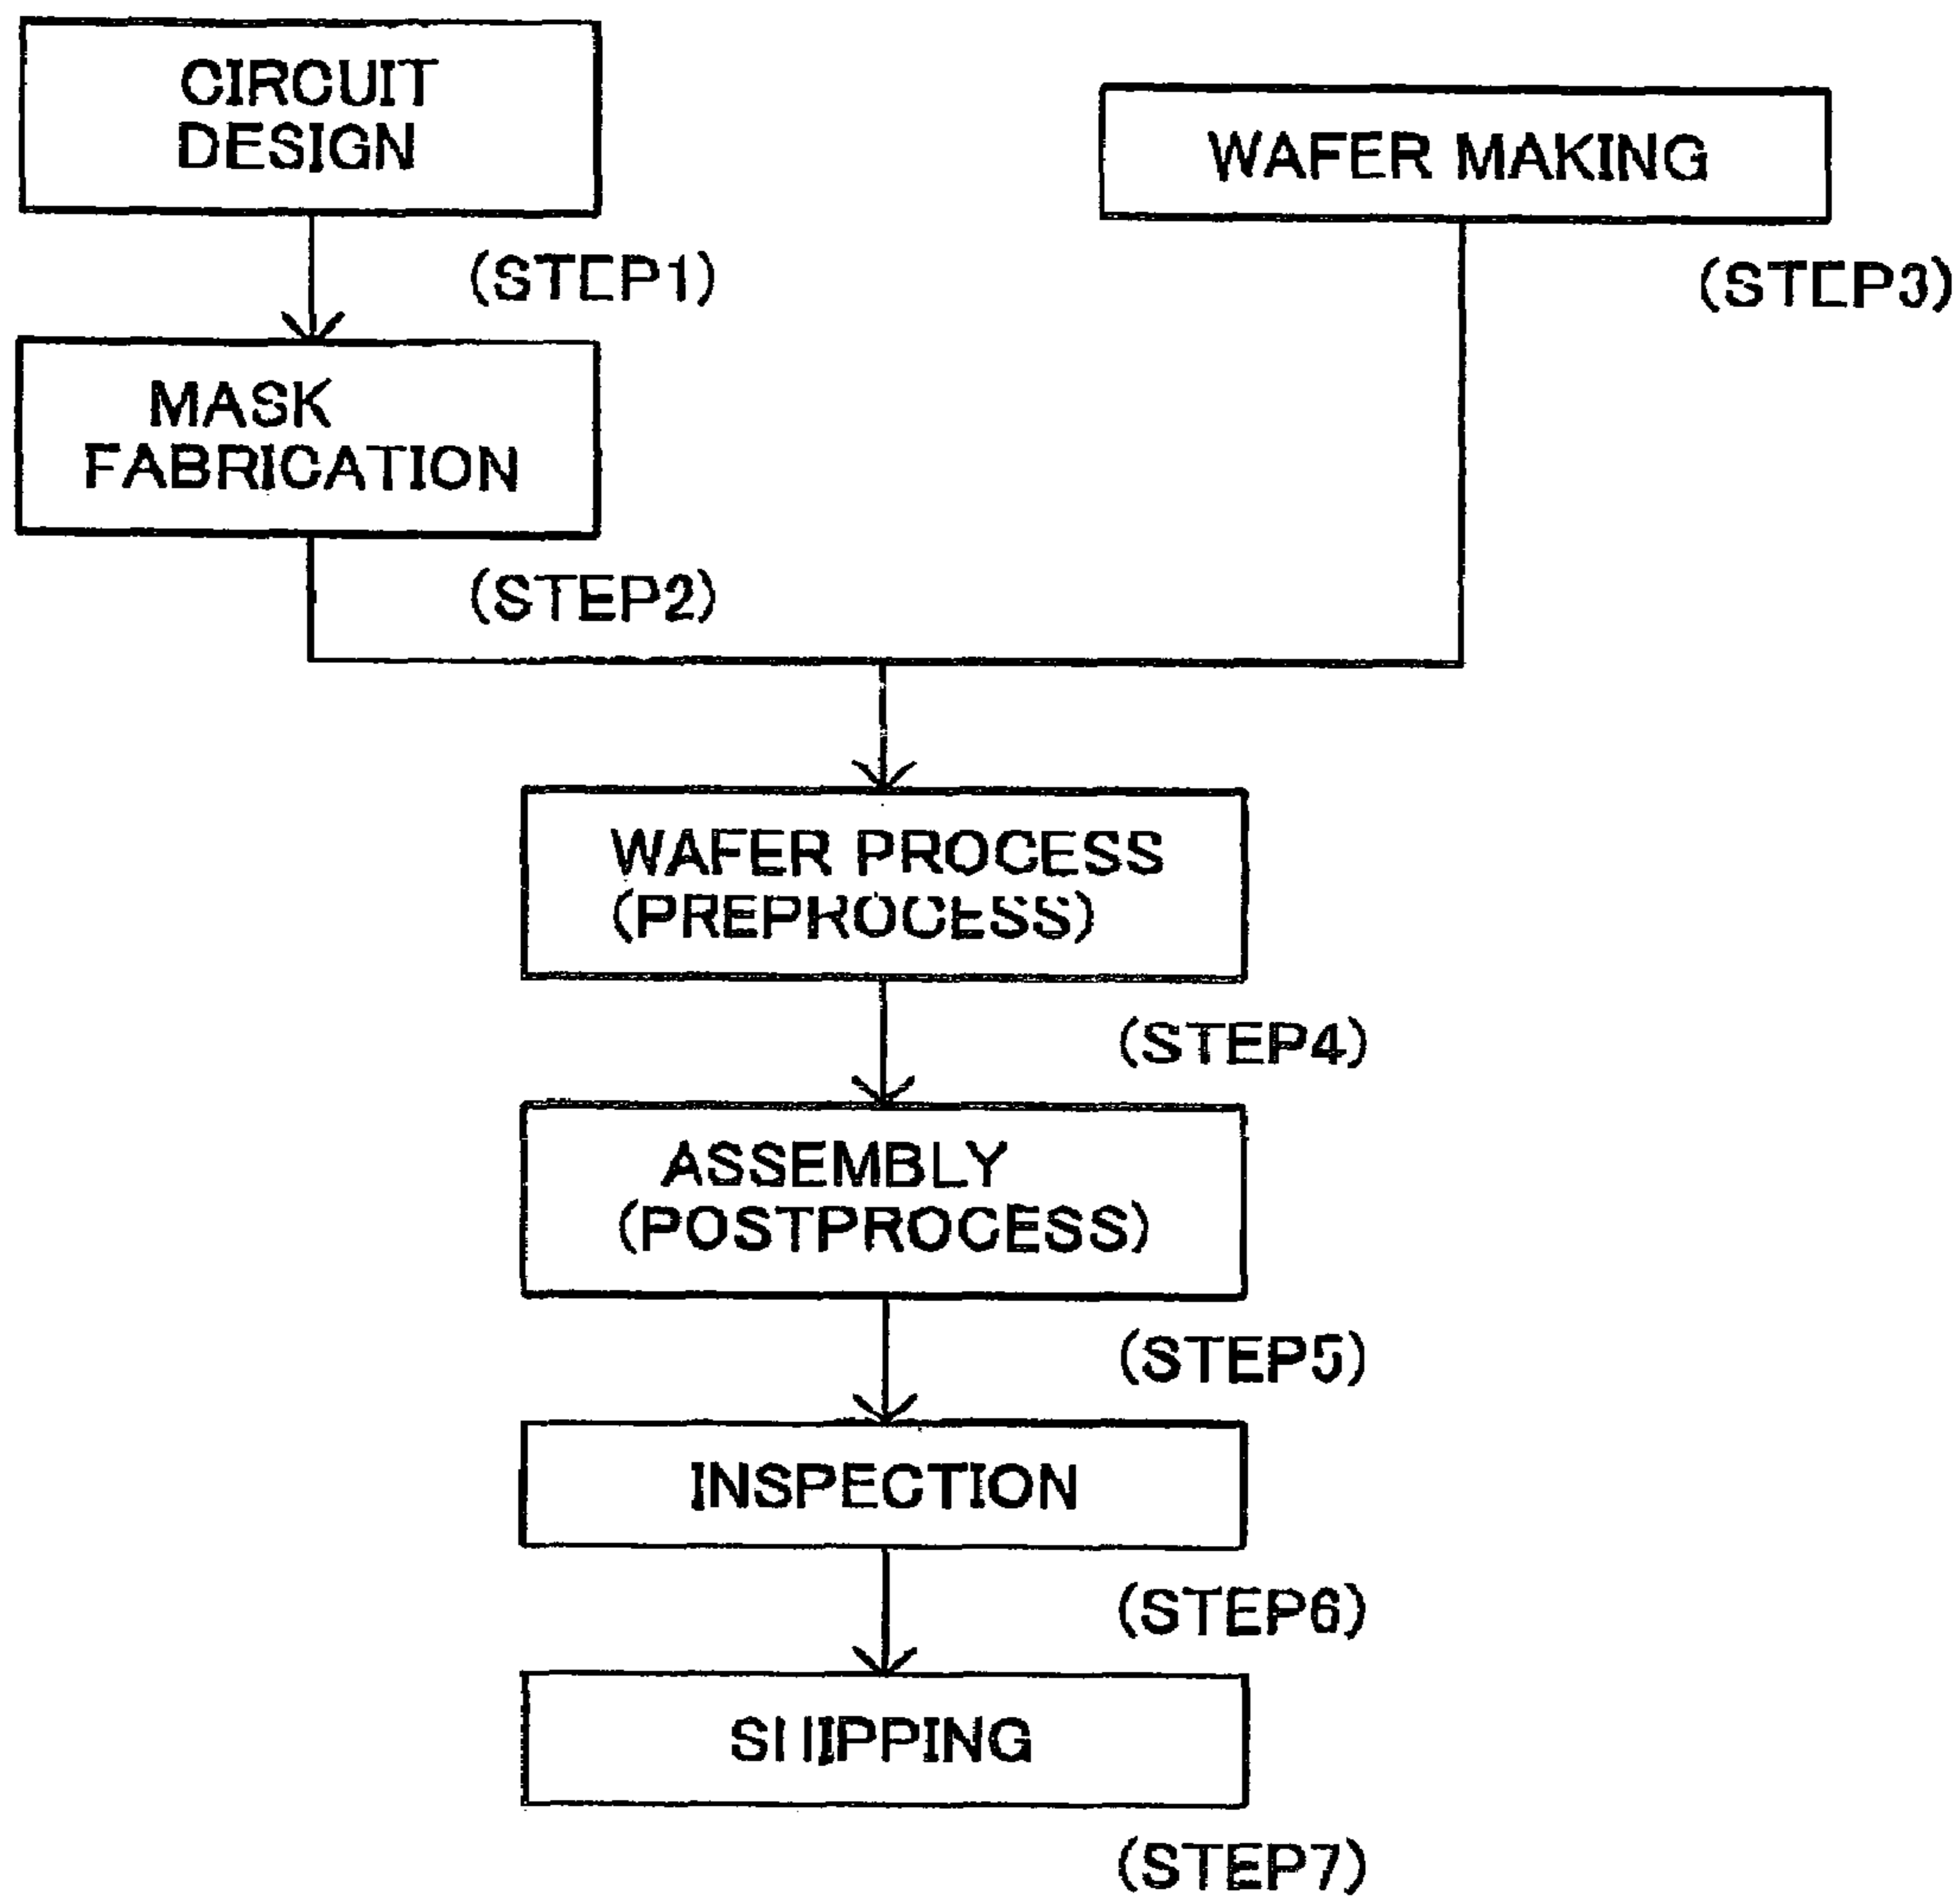 CIRCUIT
DESIGN
(STEP1)
WAFER MAKING
(STEP3)
MASK
FABRICATION
(STEP2)
WAFER PROCESS
(PREPROCESS)
(STEP4)
ASSEMBLY
(POSTPROCESS)
(STEP5)
INSPECTION
(STEP6)
SHIPPING
(STEP7)